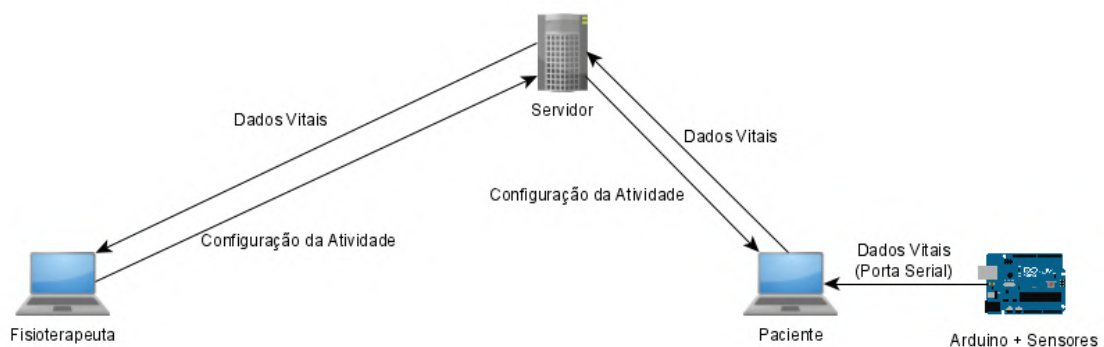 Servidor
Dados Vitais
Dados Vitais
Configuração da Atividade
Configuração da Atividade
Dados Vitais
(Porta Serial)
Fisioterapeuta
Paciente
Arduino + Sensores